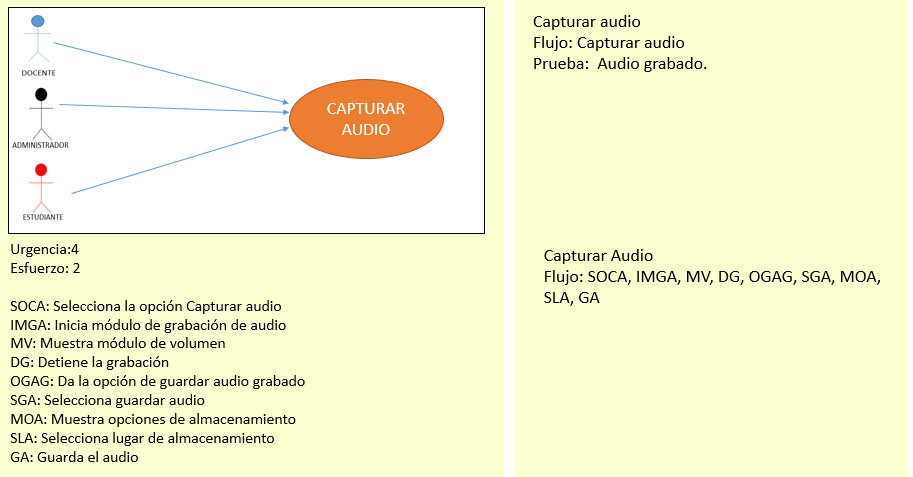 DOCENTE
ADMINISTRADOR
ESTUDIANTE
CAPTURAR
AUDIO
Urgencia:4
Esfuerzo: 2
SOCA: Selecciona la opción Capturar audio
IMGA: Inicia módulo de grabación de audio
MV: Muestra módulo de volumen
DG: Detiene la grabación
OGAG: Da la opción de guardar audio grabado
SGA: Selecciona guardar audio
MOA: Muestra opciones de almacenamiento
SLA: Selecciona lugar de almacenamiento
GA: Guarda el audio
Capturar audio
Flujo: Capturar audio
Prueba:  Audio grabado.
Capturar Audio
Flujo: SOCA, IMGA, MV, DG, OGAG, SGA, MOA,
SLA, GA